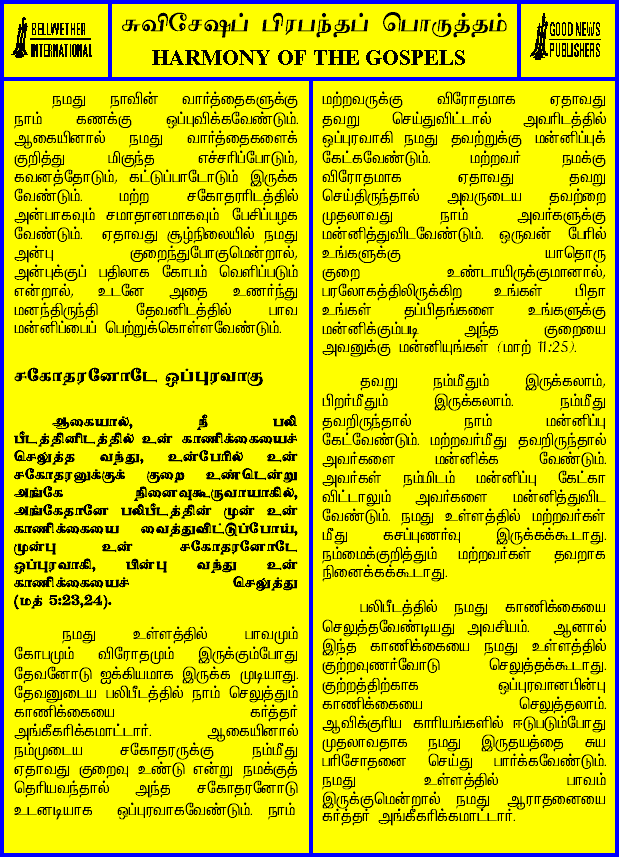 BELLWETHER
INTERNATIONAL
சுவிசேஷப் பிரபந்தப் பொருத்தம்
HARMONY OF THE GOSPELS
GOOD NEWS
PUBLISHERS
நமது நாவின் வார்த்தைகளுக்கு
நாம் கணக்கு ஒப்புவிக்கவேண்டும்.
ஆகையினால் நமது வார்த்தைகளைக்
குறித்து மிகுந்த எச்சரிப்போடும்,
கவனத்தோடும், கட்டுப்பாடோடும் இருக்க
வேண்டும். மற்ற சகோதரரிடத்தில்
அன்பாகவும் சமாதானமாகவும் பேசிப்பழக
வேண்டும். ஏதாவது சூழ்நிலையில் நமது
அன்பு குறைந்துபோகுமென்றால்,
அன்புக்குப் பதிலாக கோபம் வெளிப்படும்
என்றால், உடனே அதை உணர்ந்து
மனந்திருந்தி தேவனிடத்தில் பாவ
மன்னிப்பைப் பெற்றுக்கொள்ளவேண்டும்.
சகோதரனோடே ஒப்புரவாகு
ஆகையால், நீ பலி
பீடத்தினிடத்தில் உன் காணிக்கையைச்
செலுத்த வந்து, உன்பேரில் உன்
சகோதரனுக்குக் குறை உண்டென்று
அங்கே நினைவுகூருவாயாகில்,
அங்கேதானே பலிபீடத்தின் முன் உன்
காணிக்கையை வைத்துவிட்டுப்போய்,
முன்பு உன் சகோதரனோடே
ஒப்புரவாகி, பின்பு வந்து உன்
காணிக்கையைச் செலுத்து
(மத் 5:23,24).
நமது உள்ளத்தில் பாவமும்
கோபமும் விரோதமும் இருக்கும்போது
தேவனோடு ஐக்கியமாக இருக்க முடியாது.
தேவனுடைய பலிபீடத்தில் நாம் செலுத்தும்
காணிக்கையை கர்த்தர்
அங்கீகரிக்கமாட்டார். ஆகையினால்
நம்முடைய சகோதரருக்கு நம்மீது
ஏதாவது குறைவு உண்டு என்று நமக்குத்
தெரியவந்தால் அந்த சகோதரனோடு
உடனடியாக ஒப்புரவாகவேண்டும். நாம்
மற்றவருக்கு விரோதமாக ஏதாவது
தவறு செய்துவிட்டால் அவரிடத்தில்
ஒப்புரவாகி நமது தவற்றுக்கு மன்னிப்புக்
கேட்கவேண்டும். மற்றவர் நமக்கு
விரோதமாக ஏதாவது தவறு
செய்திருந்தால் அவருடைய தவற்றை
முதலாவது நாம் அவர்களுக்கு
மன்னித்துவிடவேண்டும். ஒருவன் பேரில்
உங்களுக்கு யாதொரு
குறை உண்டாயிருக்குமானால்,
பரலோகத்திலிருக்கிற உங்கள் பிதா
உங்கள் தப்பிதங்களை உங்களுக்கு
மன்னிக்கும்படி அந்த குறையை
அவனுக்கு மன்னியுங்கள் (மாற் 11:25).
தவறு நம்மீதும் இருக்கலாம்,
பிறர்மீதும் இருக்கலாம். நம்மீது
தவறிருந்தால் நாம் மன்னிப்பு
கேட்வேண்டும். மற்றவர்மீது தவறிருந்தால்
அவர்களை மன்னிக்க வேண்டும்.
அவர்கள் நம்மிடம் மன்னிப்பு கேட்கா
விட்டாலும் அவர்களை மன்னித்துவிட
வேண்டும். நமது உள்ளத்தில் மற்றவர்கள்
மீது கசப்புணர்வு இருக்கக்கூடாது.
நம்மைக்குறித்தும் மற்றவர்கள் தவறாக
நினைக்கக்கூடாது.
பலிபீடத்தில் நமது காணிக்கையை
செலுத்தவேண்டியது அவசியம். ஆனால்
இந்த காணிக்கையை நமது உள்ளத்தில்
குற்றவுணர்வோடு செலுத்தக்கூடாது.
குற்றத்திற்காக ஒப்புரவானபின்பு
காணிக்கையை செலுத்தலாம்.
ஆவிக்குரிய காரியங்களில் ஈடுபடும்போது
முதலாவதாக நமது இருதயத்தை சுய
பரிசோதனை செய்து பார்க்கவேண்டும்.
நமது உள்ளத்தில் பாவம்
இருக்குமென்றால் நமது ஆராதனையை
கர்த்தர் அங்கீகரிக்கமாட்டார்.